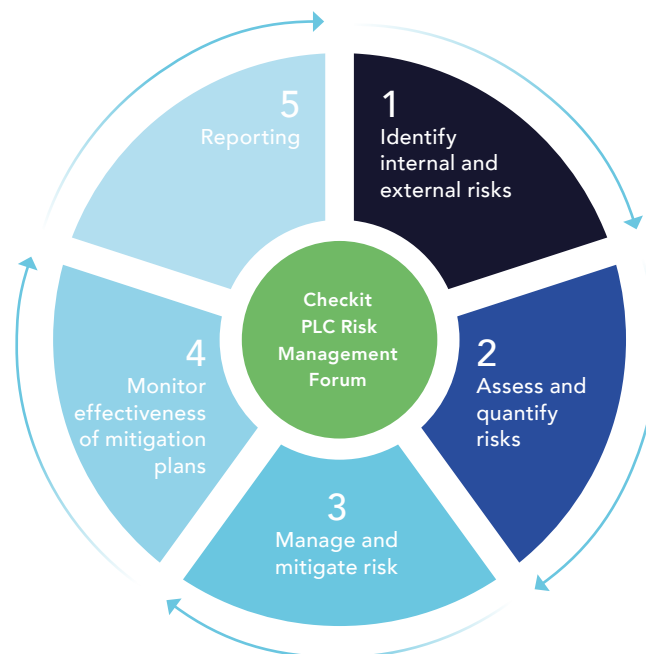 1
Identify
internal and
external risks
2
Assess and
quantify
risks
3
Manage and
mitigate risk
4
Monitor
effectiveness
of mitigation
plans
5
Reporting
Checkit
PLC Risk
Management
Forum